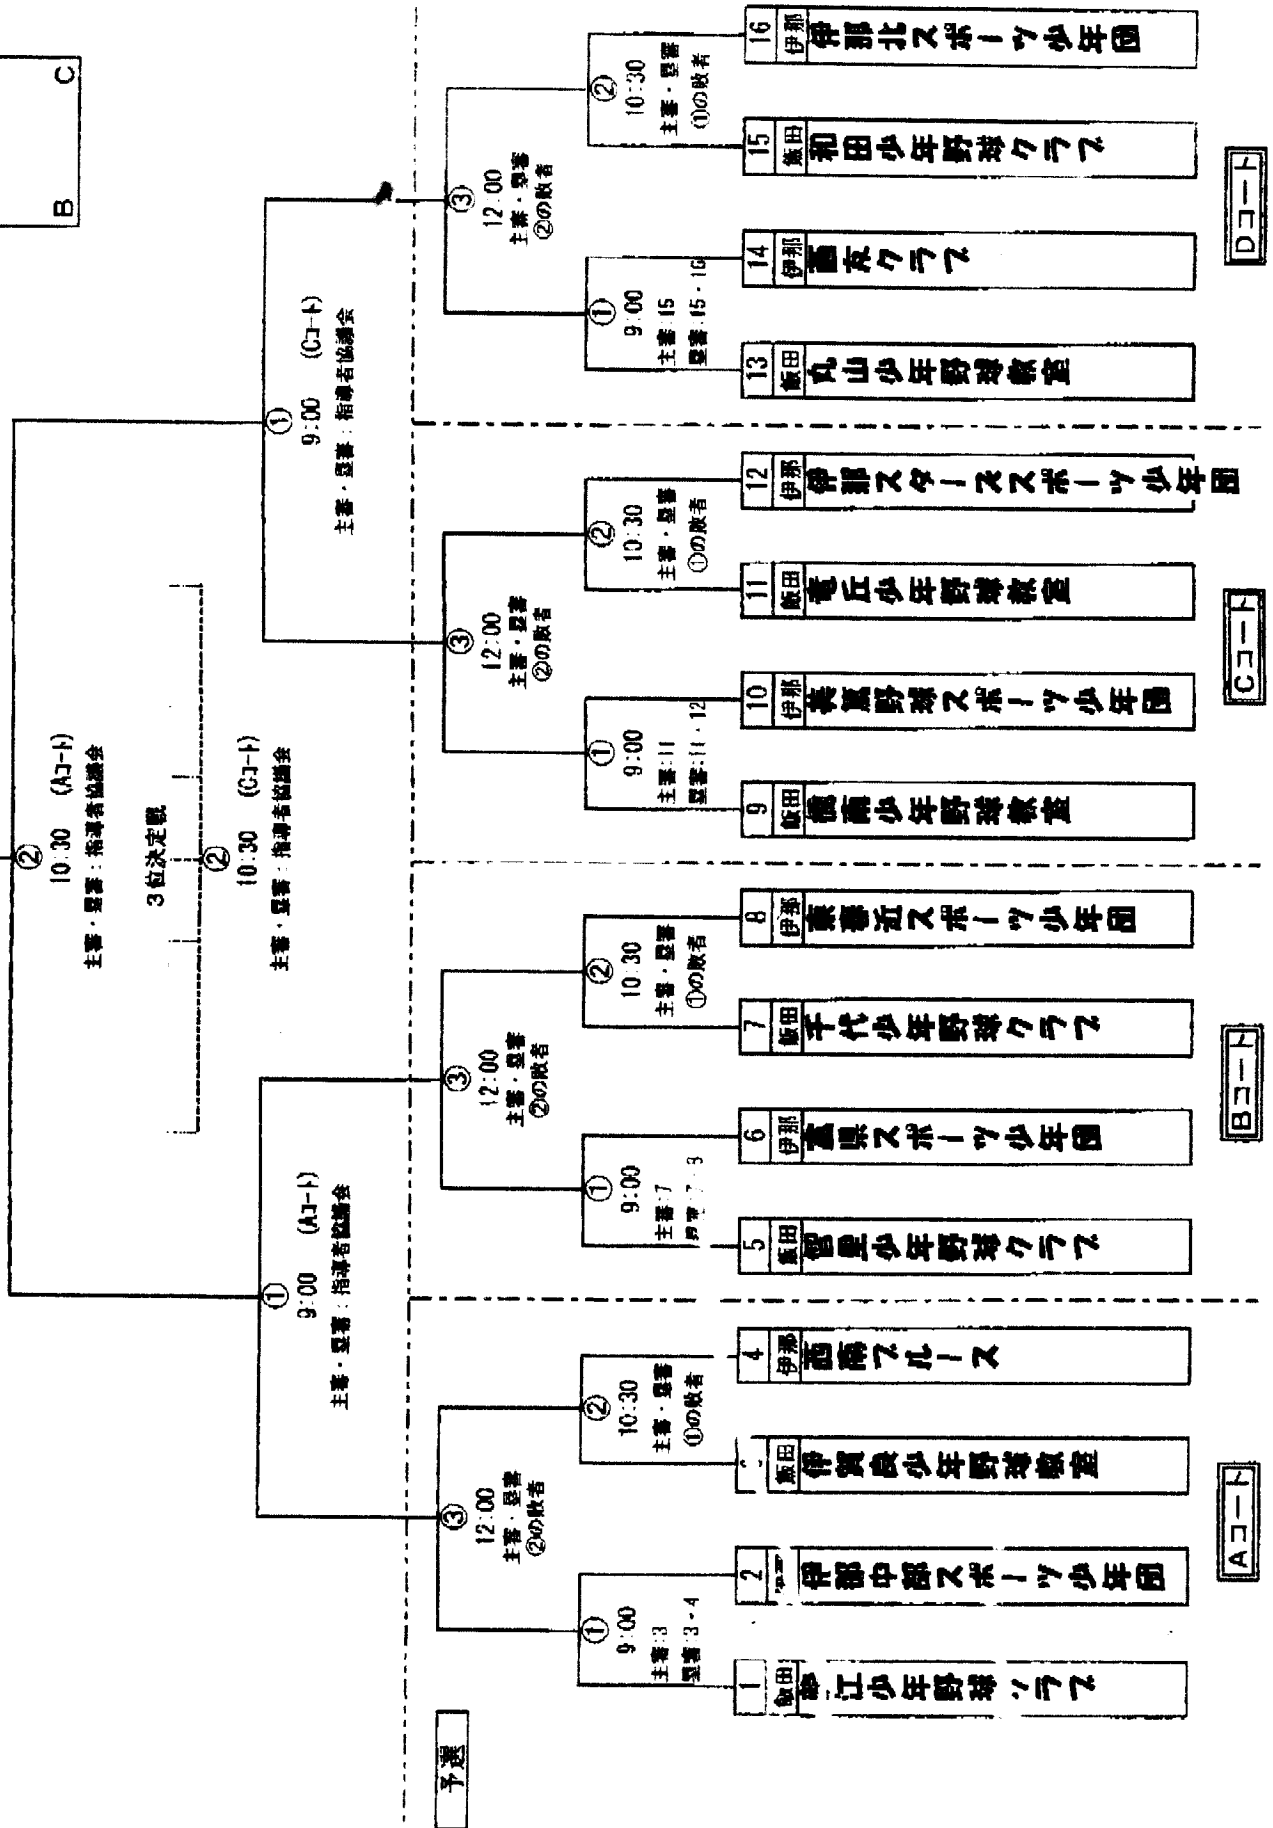 B C
②
10:30 (Aコート)
主審・塁審：指導者協議会
3位決定戦
②
10:30 (Cコート)
主審・塁審：指導者協議会
①
9:00 (Aコート)
主審・塁審：指導者協議会
①
9:00 (Cコート)
主審・塁審：指導者協議会
予選
③
12:00
主審・塁審
②の敗者
③
12:00
主審・塁審
②の敗者
③
12:00
主審・塁審
②の敗者
③
12:00
主審・塁審
②の敗者
①
9:00
主審:3
塁審:3・4
②
10:30
主審・塁審
①の敗者
①
9:00
主審:7
②
10:30
主審・塁審
①の敗者
①
9:00
主審:11
塁審:11・12
②
10:30
主審・塁審
①の敗者
①
9:00
主審:15
塁審:15・16
②
10:30
主審・塁審
①の敗者
1 飯田 江少年野球クラブ
2 伊那中部スポーツ少年団
飯田 伊賀良少年野球教室
4 伊那 西南ブルース
5 飯田 少年野球クラブ
6 伊那 富県スポーツ少年団
7 飯田 千代少年野球クラブ
8 伊那 東春近スポーツ少年団
9 飯田 少年野球教室
10 伊那 美篶野球スポーツ少年団
11 飯田 竜丘少年野球教室
12 伊那 伊那スターズスポーツ少年団
13 飯田 丸山少年野球教室
14 伊那 クラブ
15 飯田 和田少年野球クラブ
16 伊那 伊那北スポーツ少年団
Aコート
Bコート
Cコート
Dコート